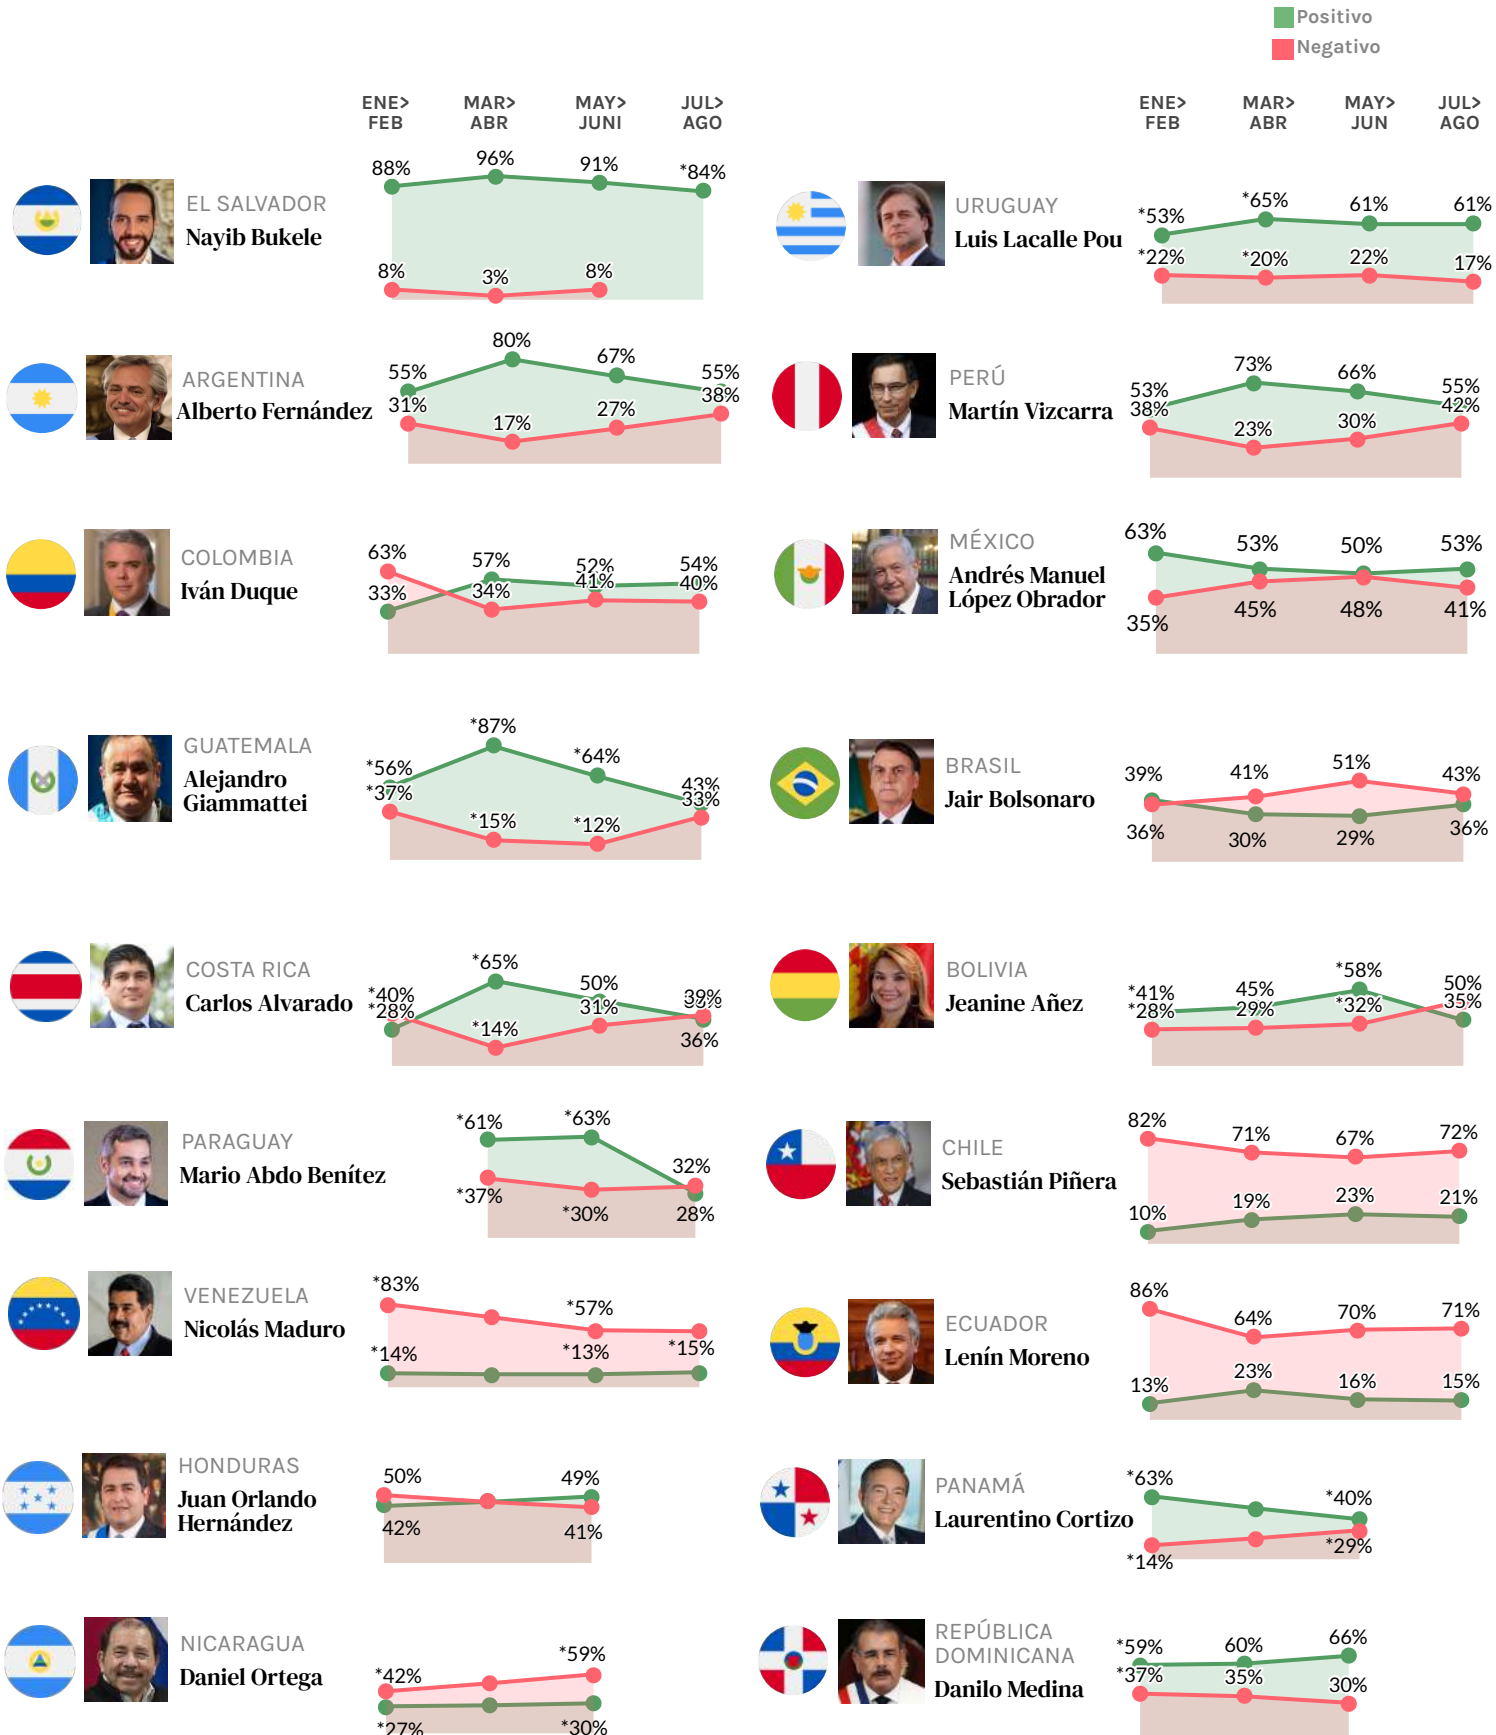 Positivo
Negativo
ENE> MAR> MAY> JUL>
FEB ABR JUNI AGO
88% 96% 91% *84%
EL SALVADOR
Nayib Bukele
8% 3% 8%
55% 80% 67% 55%
ARGENTINA
Alberto Fernández
31% 17% 27% 38%
63% 57% 52% 54%
COLOMBIA
Iván Duque
33% 34% 41% 40%
*56% *87% *64% 43%
GUATEMALA
Alejandro
Giammattei
*37% *15% *12% 33%
*40% *65% 50% 39%
COSTA RICA
Carlos Alvarado
*28% *14% 31%
36%
*61% *63% 32%
PARAGUAY
Mario Abdo Benítez
*37% *30% 28%
*83% *57%
VENEZUELA
Nicolás Maduro
*14% *13% *15%
50% 49%
HONDURAS
Juan Orlando
Hernández
42% 41%
*59%
NICARAGUA
Daniel Ortega
*42%
*27% *30%
ENE> MAR> MAY> JUL>
FEB ABR JUN AGO
*53% *65% 61% 61%
URUGUAY
Luis Lacalle Pou
*22% *20% 22% 17%
53% 73% 66% 55%
PERÚ
Martín Vizcarra
38% 23% 30% 42%
63% 53% 50% 53%
MÉXICO
Andrés Manuel
López Obrador
35% 45% 48% 41%
39% 41% 51% 43%
BRASIL
Jair Bolsonaro
36% 30% 29% 36%
*41% 45% *58% 50%
BOLIVIA
Jeanine Añez
*28% 29% *32% 35%
82% 71% 67% 72%
CHILE
Sebastián Piñera
10% 19% 23% 21%
86% 64% 70% 71%
ECUADOR
Lenín Moreno
13% 23% 16% 15%
*63% *40%
PANAMÁ
Laurentino Cortizo
*14% *29%
*59% 60% 66%
REPÚBLICA
DOMINICANA
Danilo Medina
*37% 35% 30%